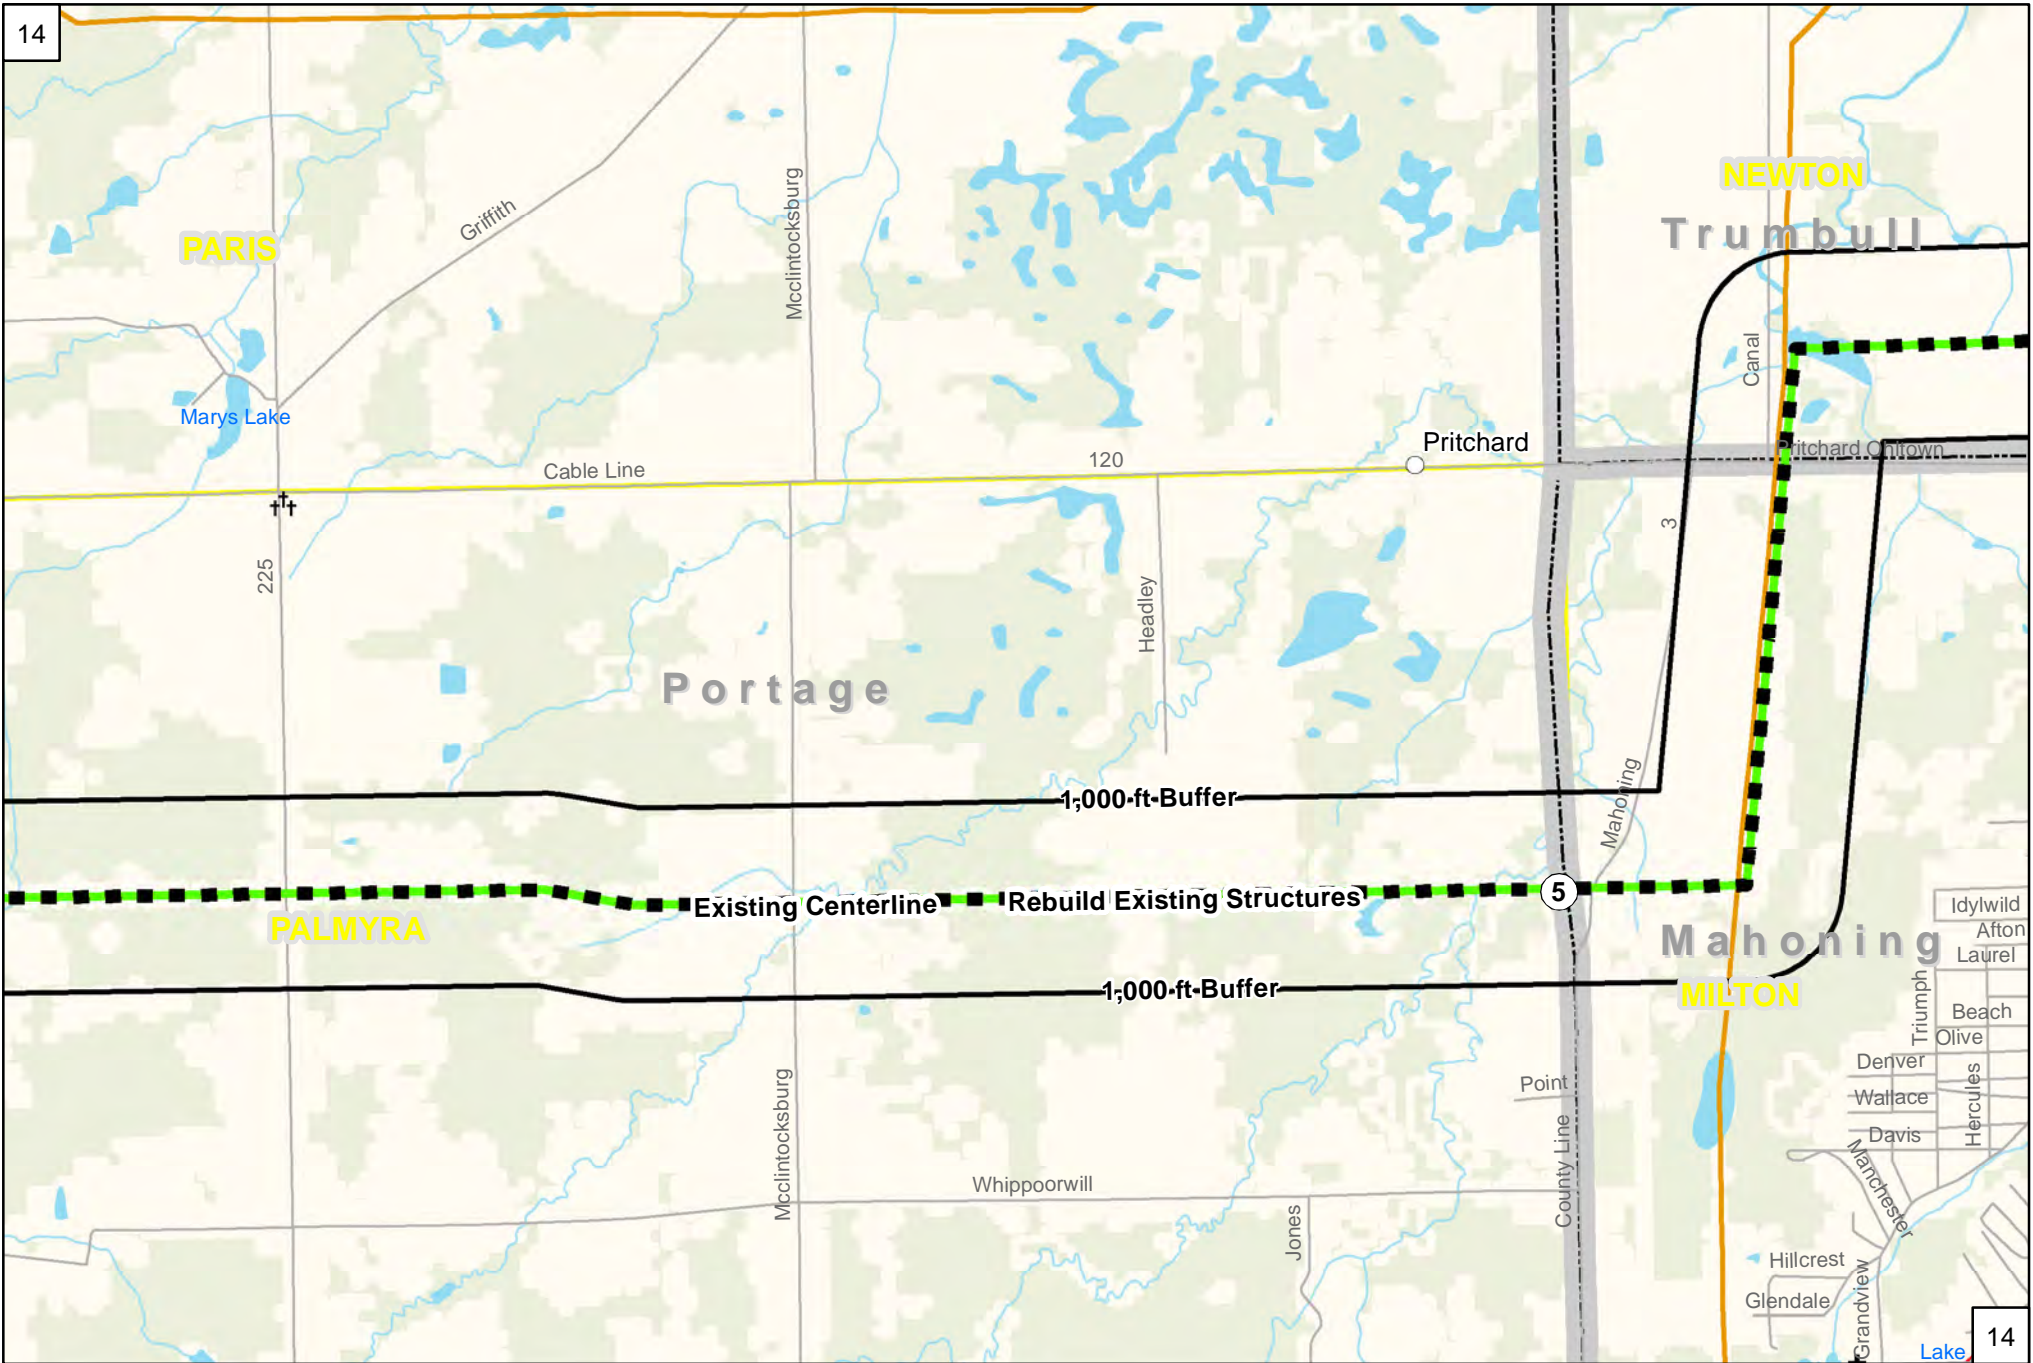 14
NEWTON
Trumbull
Mcclintocksburg
Griffith
PARIS
Canal
Marys Lake
Pritchard
Pritchard Ohltown
120
Cable Line
3
225
Headley
Portage
1,000-ft-Buffer
Mahoning
5
Existing Centerline
Rebuild Existing Structures
Idylwild
PALMYRA
Afton
Mahoning
Laurel
1,000-ft-Buffer
MILTON
Triumph
Beach
Olive
Denver
Point
Wallace
Hercules
Davis
Mcclintocksburg
County Line
Whippoorwill
Manchester
Jones
Hillcrest
Glendale
Grandview
14
Lake